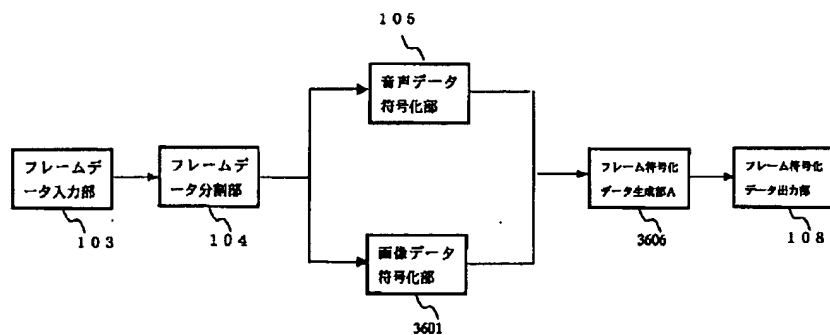 105
音声データ
符号化部
フレームデ
ータ入力部
103
フレームデ
ータ分割部
104
画像データ
符号化部
3601
フレーム符号化
データ生成部A
3606
フレーム符号化
データ出力部
108